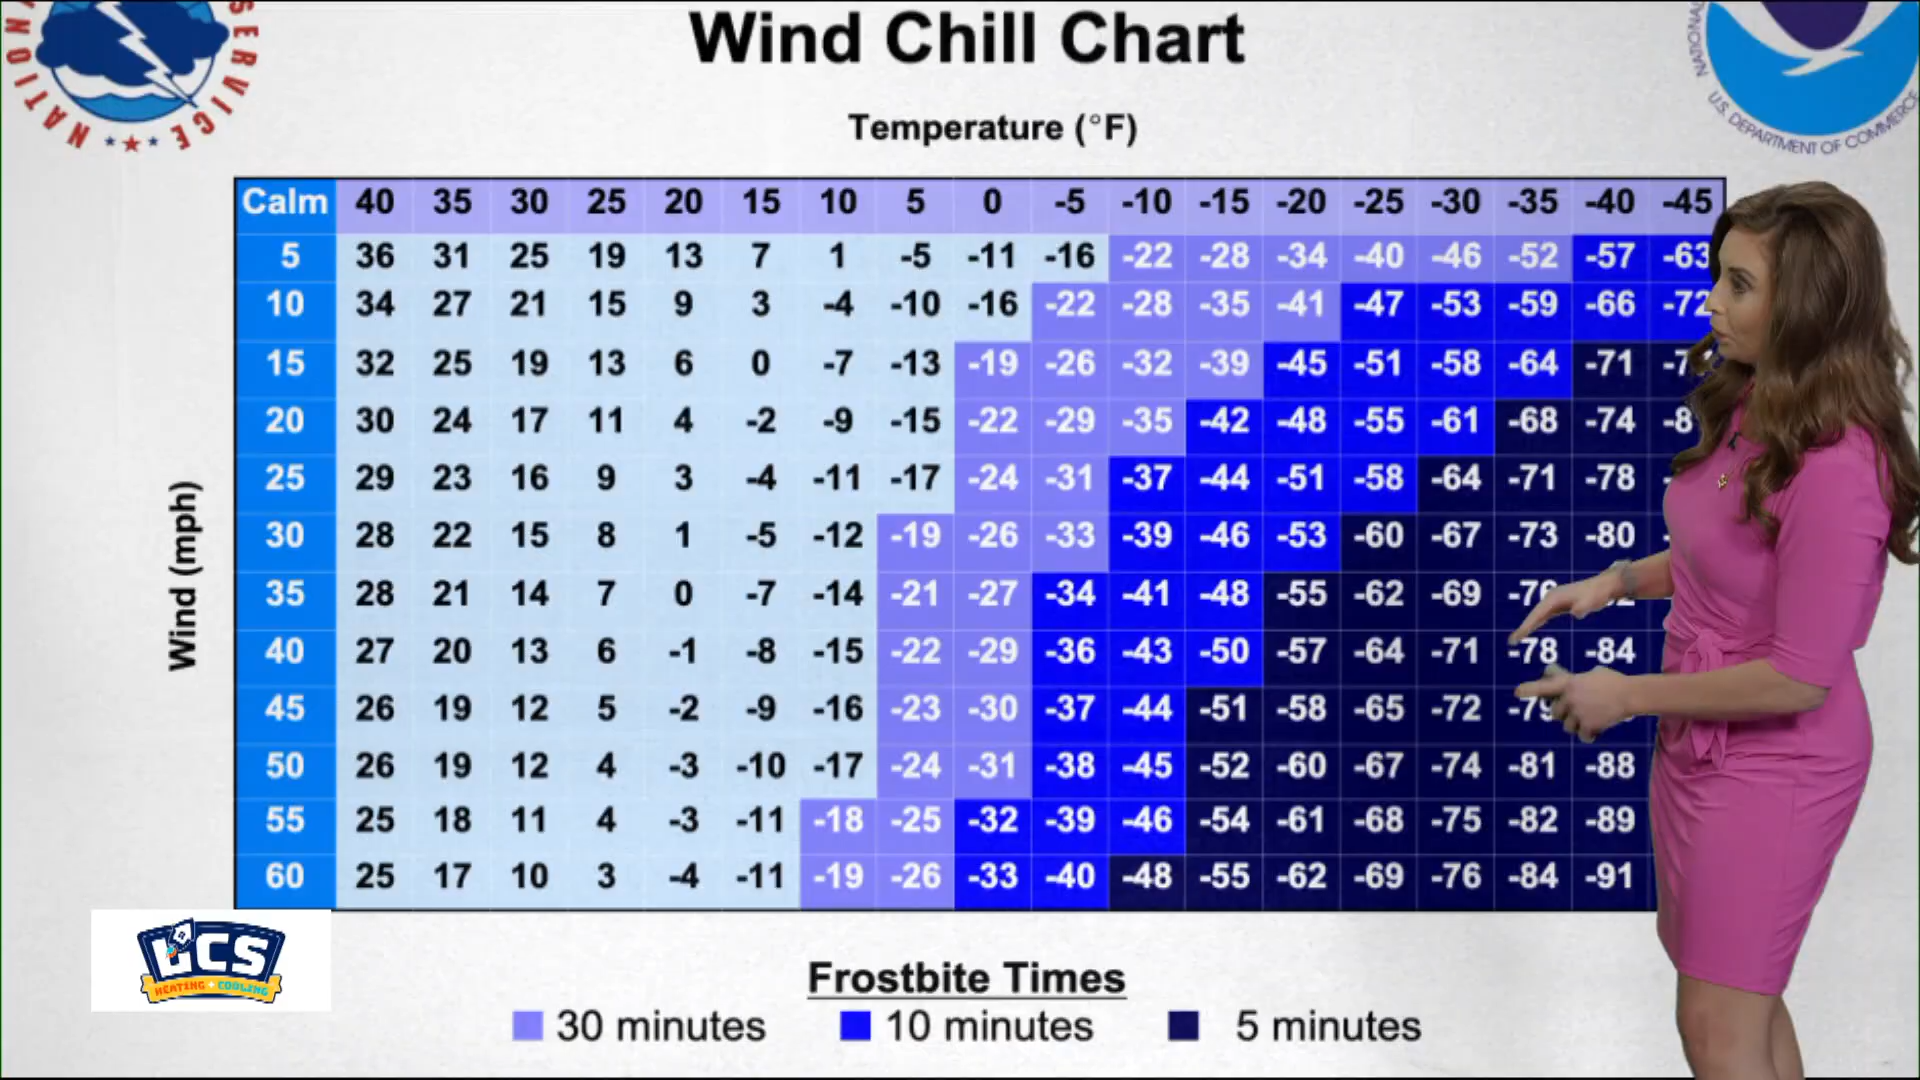 Wind Chill Chart
SERVICE
NATIONAL
U.S. DEPARTMENT OF COMMERCE
Temperature (°F)
Calm 40 35 30 25 20 15 10 5 0 -5 -10 -15 -20 -25 -30 -35 -40 -45
5 36 31 25 19 13 7 1 -5 -11 -16 -22 -28 -34 -40 -46 -52 -57 -63
10 34 27 21 15 9 3 -4 -10 -16 -22 -28 -35 -41 -47 -53 -59 -66 -72
15 32 25 19 13 6 0 -7 -13 -19 -26 -32 -39 -45 -51 -58 -64 -71
20 30 24 17 11 4 -2 -9 -15 -22 -29 -35 -42 -48 -55 -61 -68 -74
25 29 23 16 9 3 -4 -11 -17 -24 -31 -37 -44 -51 -58 -64 -71 -78
30 28 22 15 8 1 -5 -12 -19 -26 -33 -39 -46 -53 -60 -67 -73 -80
35 28 21 14 7 0 -7 -14 -21 -27 -34 -41 -48 -55 -62 -69 -76
40 27 20 13 6 -1 -8 -15 -22 -29 -36 -43 -50 -57 -64 -71 -78 -84
45 26 19 12 5 -2 -9 -16 -23 -30 -37 -44 -51 -58 -65 -72 -79
50 26 19 12 4 -3 -10 -17 -24 -31 -38 -45 -52 -60 -67 -74 -81 -88
55 25 18 11 4 -3 -11 -18 -25 -32 -39 -46 -54 -61 -68 -75 -82 -89
60 25 17 10 3 -4 -11 -19 -26 -33 -40 -48 -55 -62 -69 -76 -84 -91
Wind (mph)
LCS
HEATING + COOLING
Frostbite Times
30 minutes 10 minutes 5 minutes